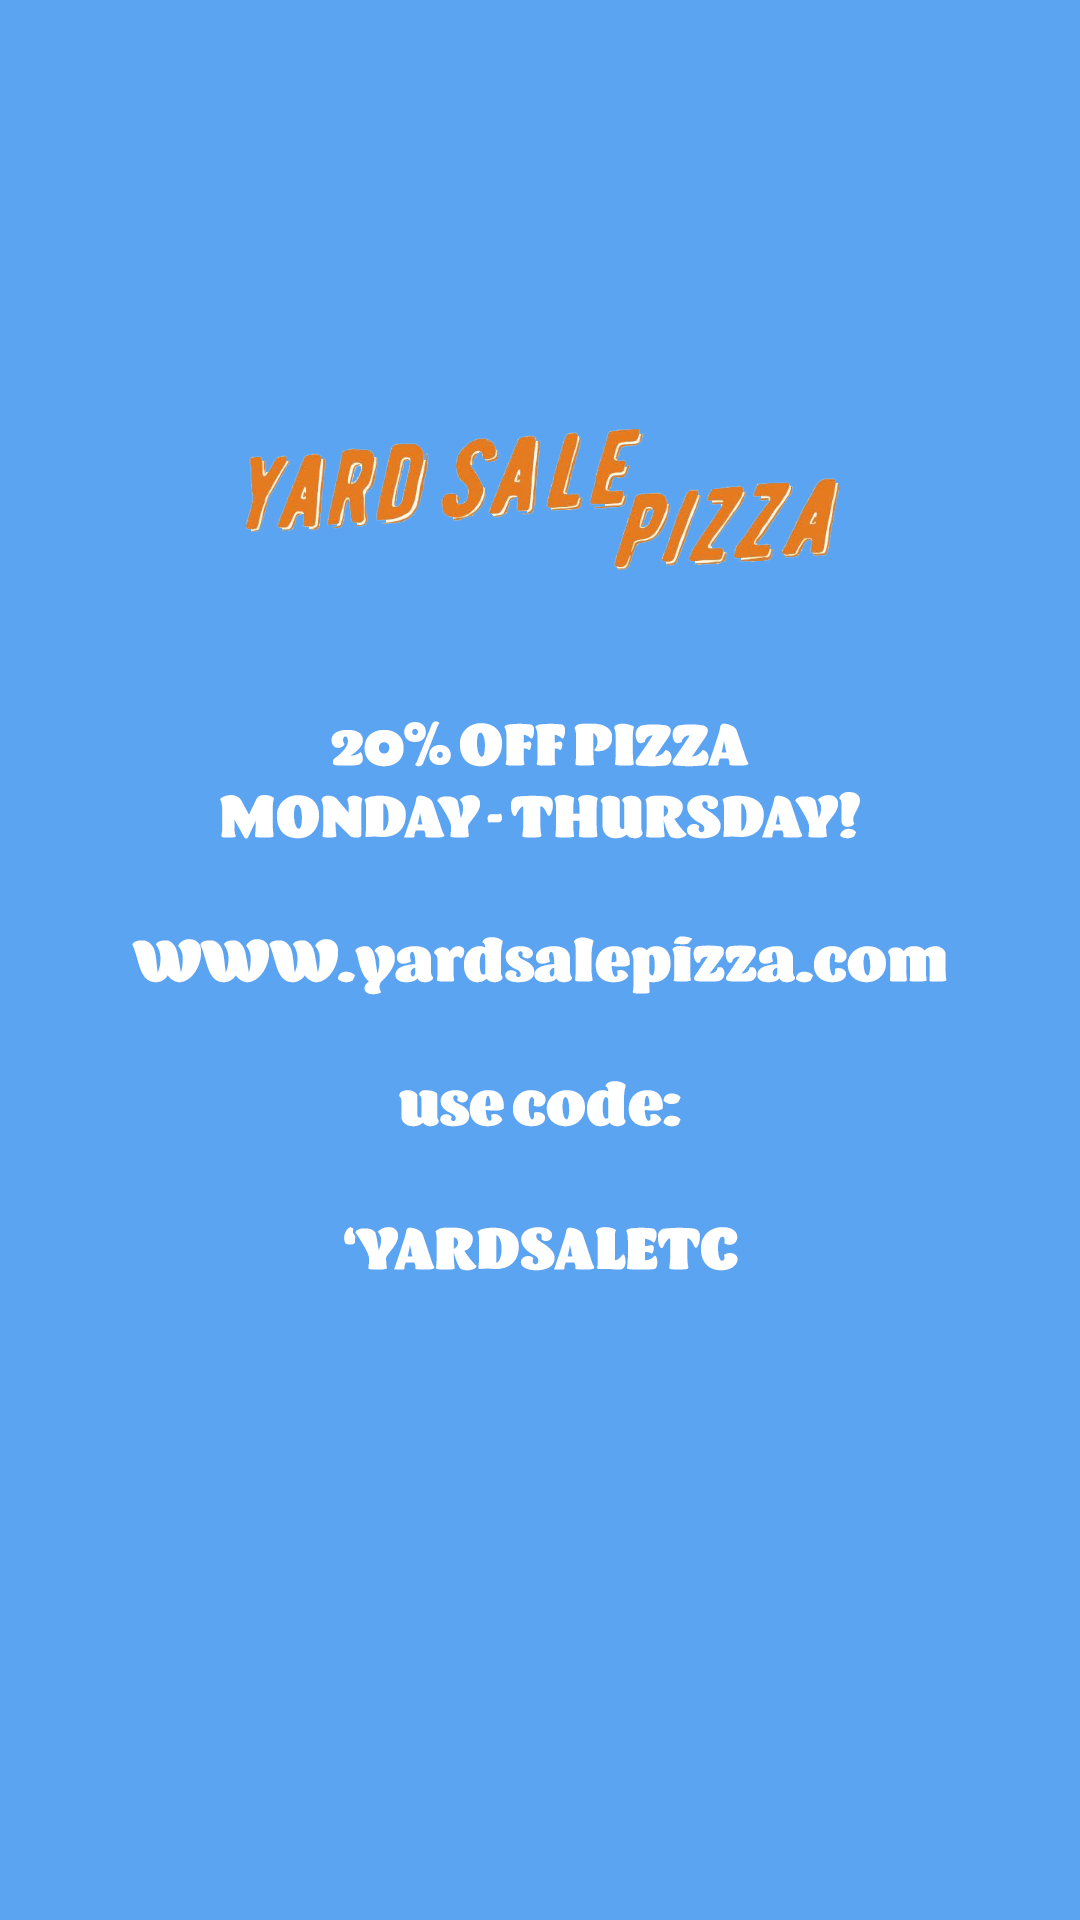 YARD SALE
PIZZA
20% OFF PIZZA
MONDAY - THURSDAY!
WWW.yardsalepizza.com
use code:
‘YARDSALETC